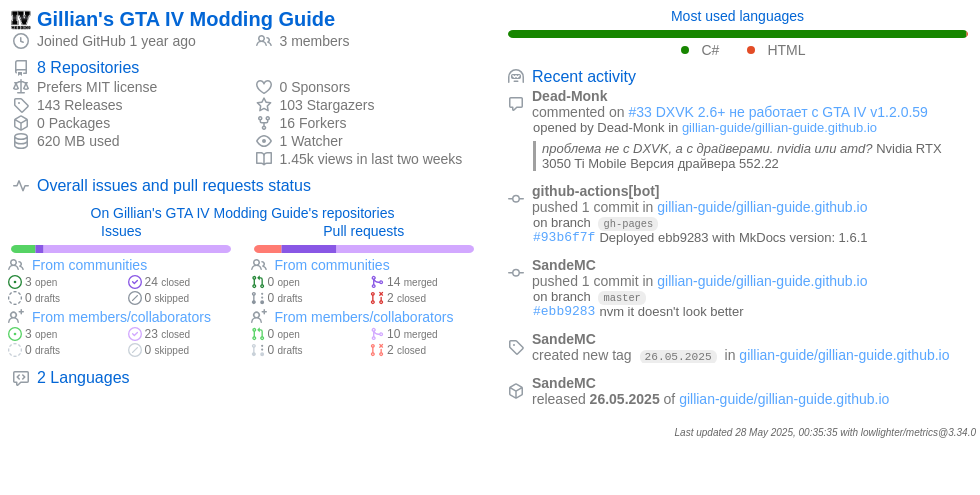 Gillian's GTA IV Modding Guide
Joined GitHub 1 year ago
3 members
8 Repositories
Prefers MIT license
143 Releases
0 Packages
620 MB used
0 Sponsors
103 Stargazers
16 Forkers
1 Watcher
1.45k views in last two weeks
Overall issues and pull requests status
On Gillian's GTA IV Modding Guide's repositories
Issues
From communities
3 open
24 closed
0 drafts
0 skipped
From members/collaborators
3 open
23 closed
0 drafts
0 skipped
Pull requests
From communities
0 open
14 merged
0 drafts
2 closed
From members/collaborators
0 open
10 merged
0 drafts
2 closed
2 Languages
Most used languages
C#
HTML
Recent activity
Dead-Monk
commented on #33 DXVK 2.6+ не работает с GTA IV v1.2.0.59
opened by Dead-Monk in gillian-guide/gillian-guide.github.io
проблема не с DXVK, а с драйверами. nvidia или amd? Nvidia RTX
3050 Ti Mobile Версия драйвера 552.22
github-actions[bot]
pushed 1 commit in gillian-guide/gillian-guide.github.io
on branch gh-pages
#93b6f7f Deployed ebb9283 with MkDocs version: 1.6.1
SandeMC
pushed 1 commit in gillian-guide/gillian-guide.github.io
on branch master
#ebb9283 nvm it doesn't look better
SandeMC
created new tag 26.05.2025 in gillian-guide/gillian-guide.github.io
SandeMC
released 26.05.2025 of gillian-guide/gillian-guide.github.io
Last updated 28 May 2025, 00:35:35 with lowlighter/metrics@3.34.0